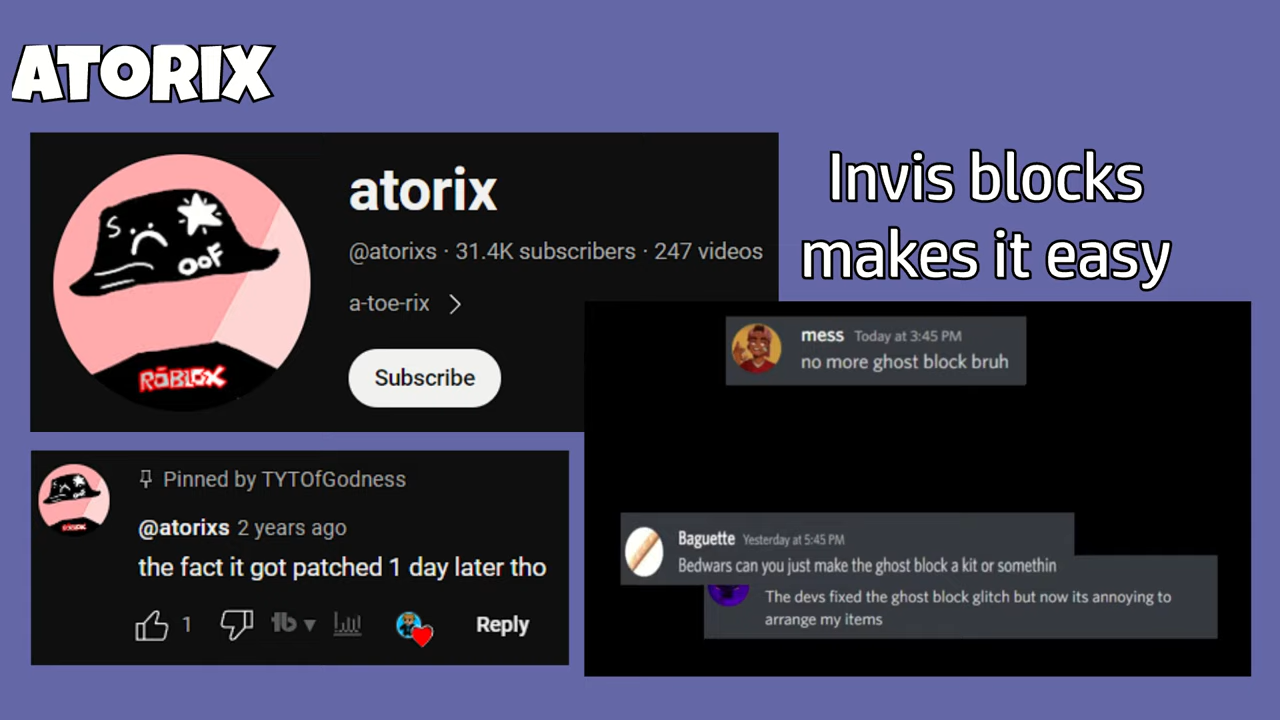 ATORIX
S
OOF
RŌBLOX
atorix
@atorixs · 31.4K subscribers · 247 videos
a-toe-rix
Subscribe
Invis blocks
makes it easy
Pinned by TYTOfGodness
@atorixs 2 years ago
the fact it got patched 1 day later tho
1
tb
Reply
mess Today at 3:45 PM
no more ghost block bruh
Baguette Yesterday at 5:45 PM
Bedwars can you just make the ghost block a kit or somethin
The devs fixed the ghost block glitch but now its annoying to
arrange my items